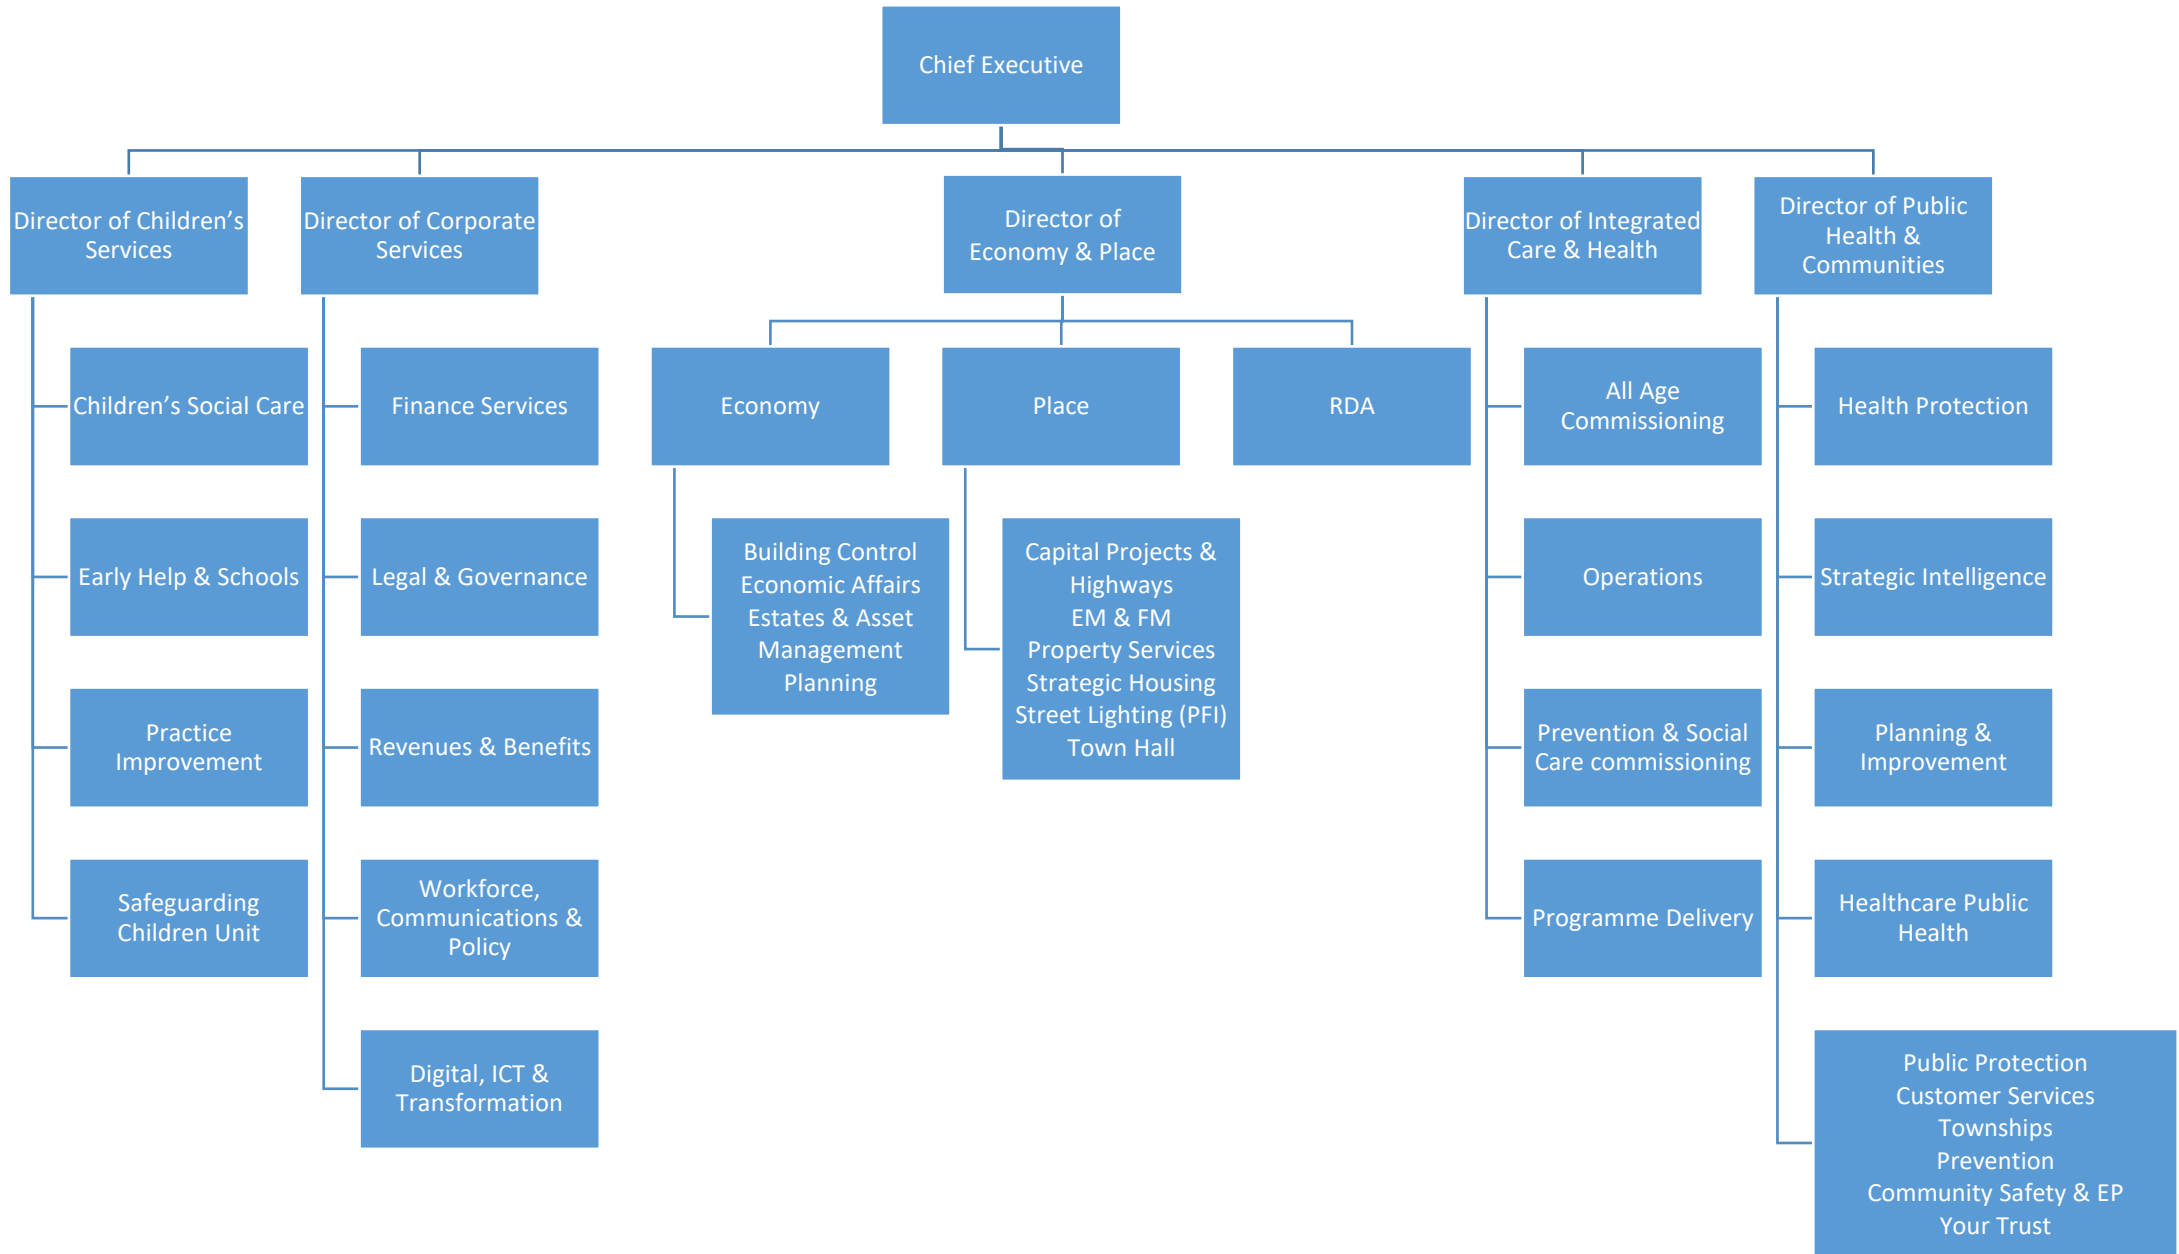 Chief Executive
Director of Children’s
Services
Director of Corporate
Services
Director of
Economy & Place
Director of Integrated
Care & Health
Director of Public
Health &
Communities
Children’s Social Care
Finance Services
Economy
Place
RDA
All Age
Commissioning
Health Protection
Early Help & Schools
Legal & Governance
Building Control
Economic Affairs
Estates & Asset
Management
Planning
Capital Projects &
Highways
EM & FM
Property Services
Strategic Housing
Street Lighting (PFI)
Town Hall
Operations
Strategic Intelligence
Practice
Improvement
Revenues & Benefits
Prevention & Social
Care commissioning
Planning &
Improvement
Safeguarding
Children Unit
Workforce,
Communications &
Policy
Programme Delivery
Healthcare Public
Health
Digital, ICT &
Transformation
Public Protection
Customer Services
Townships
Prevention
Community Safety & EP
Your Trust